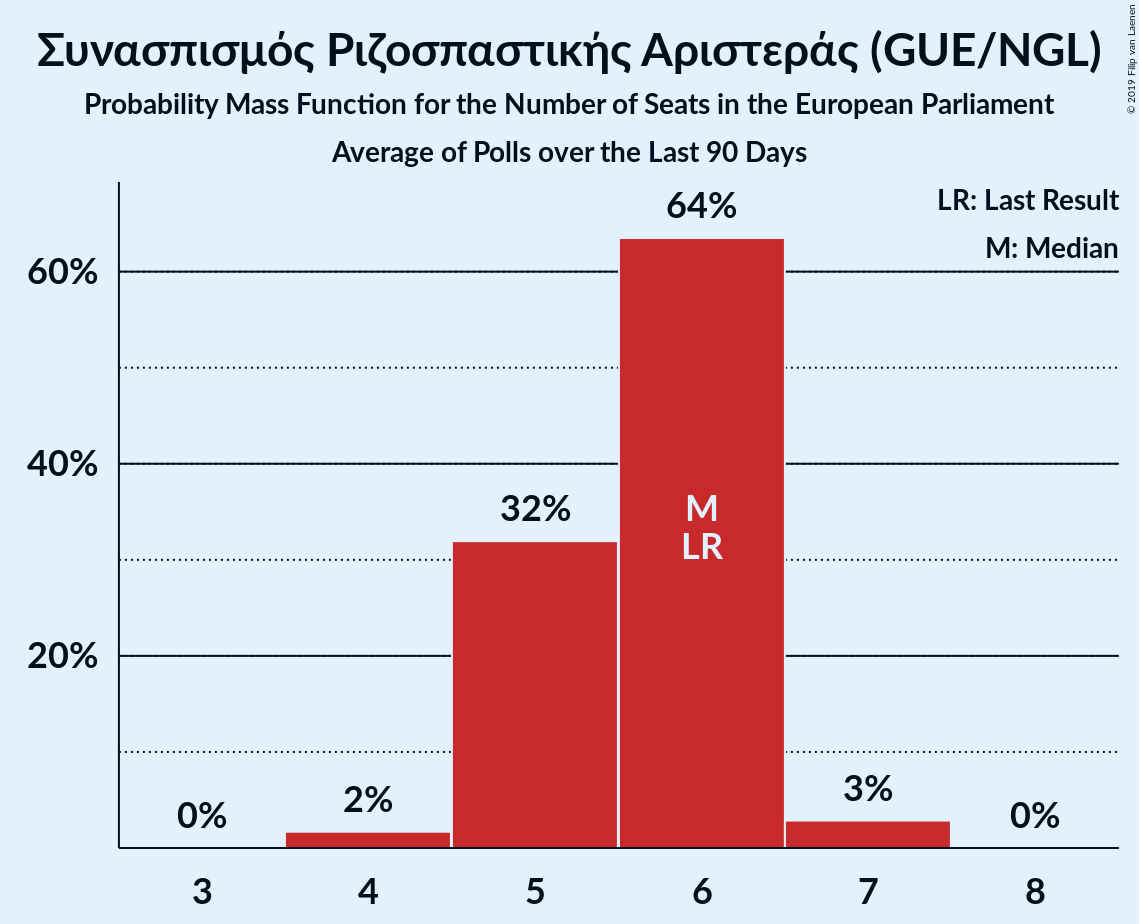 Συνασπισμός Ριζοσπαστικής Αριστεράς (GUE/NGL)
Probability Mass Function for the Number of Seats in the European Parliament
Average of Polls over the Last 90 Days
© 2019 Filip van Laenen
LR: Last Result
M: Median
64%
60%
40%
32%
M
LR
20%
3%
2%
0%
0%
3 4 5 6 7 8